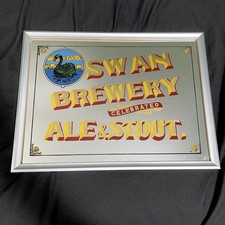 SWAN
BREWERY
CELEBRATED
ALE & STOUT.